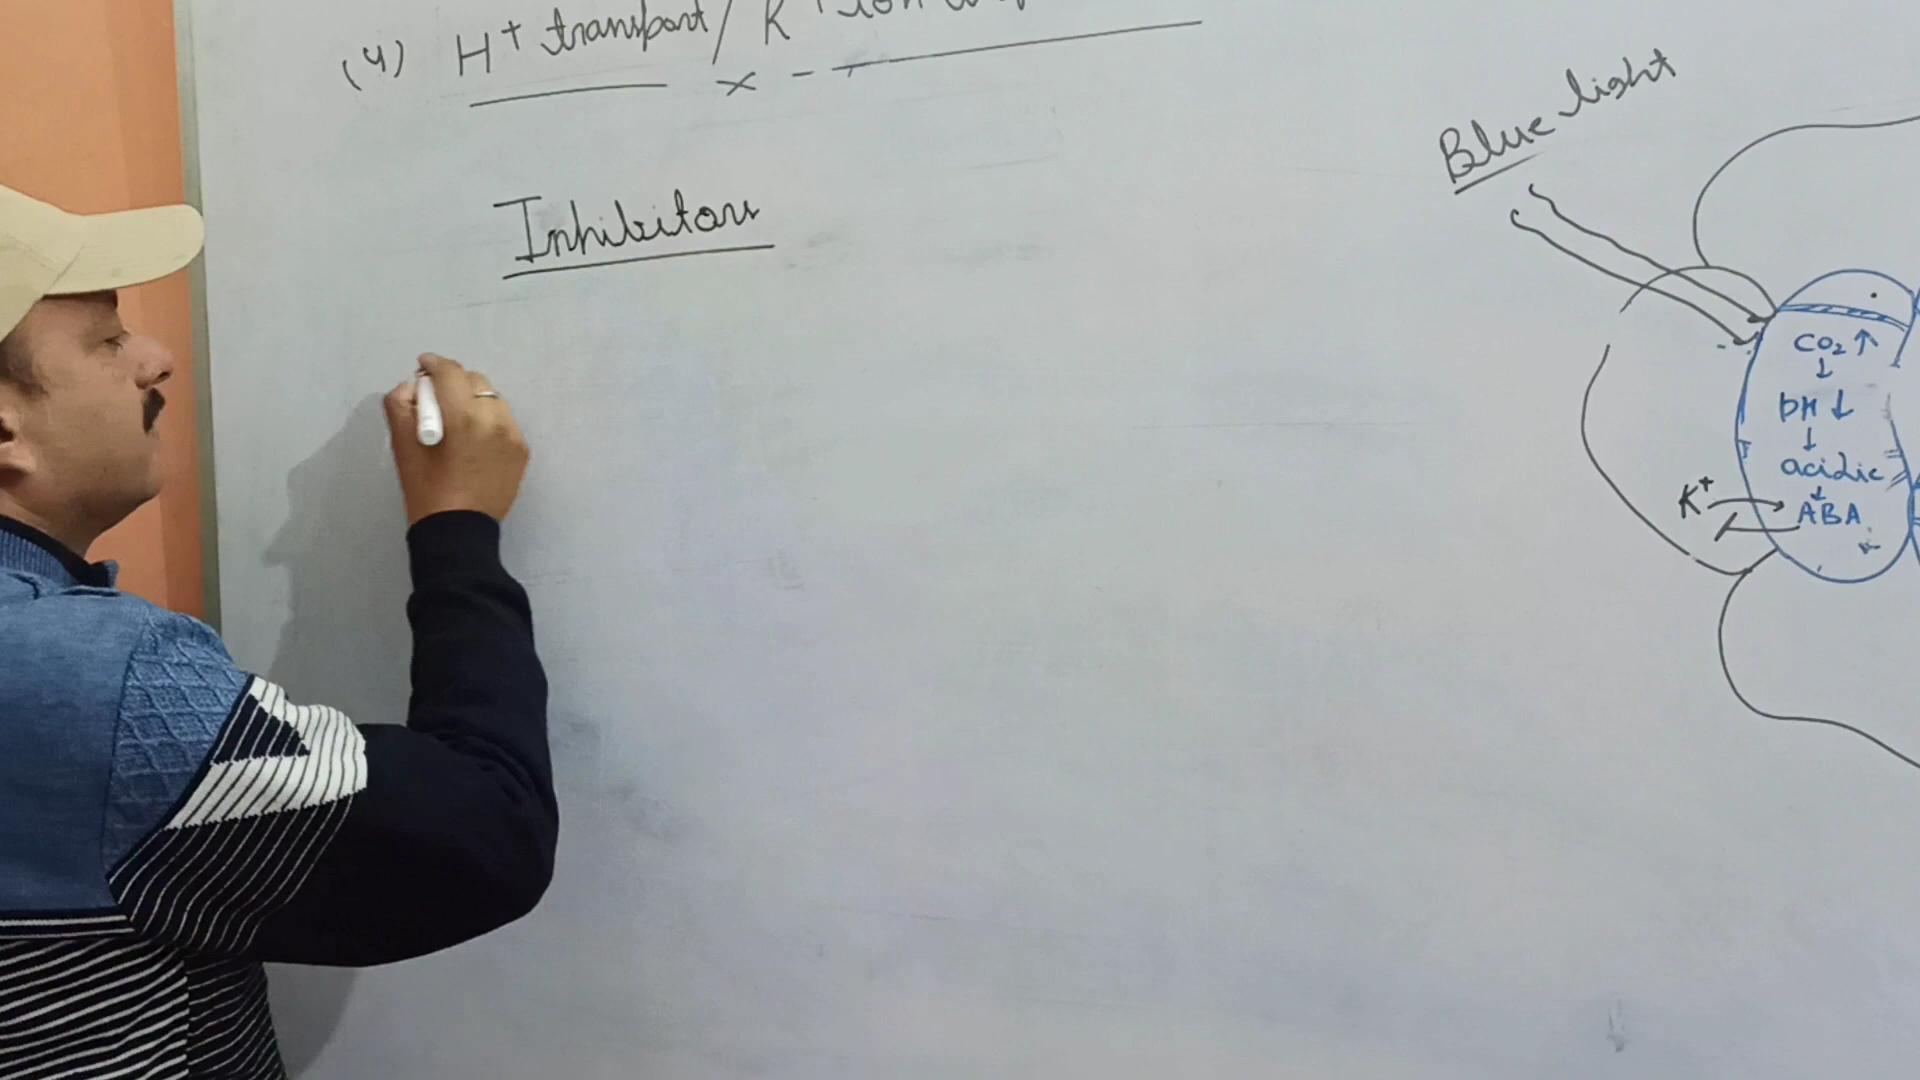 (4) H+ transport / K+ ion
Inhibitors
Blue light
CO2 ↑
↓
pH ↓
↓
acidic
↓
K+
ABA